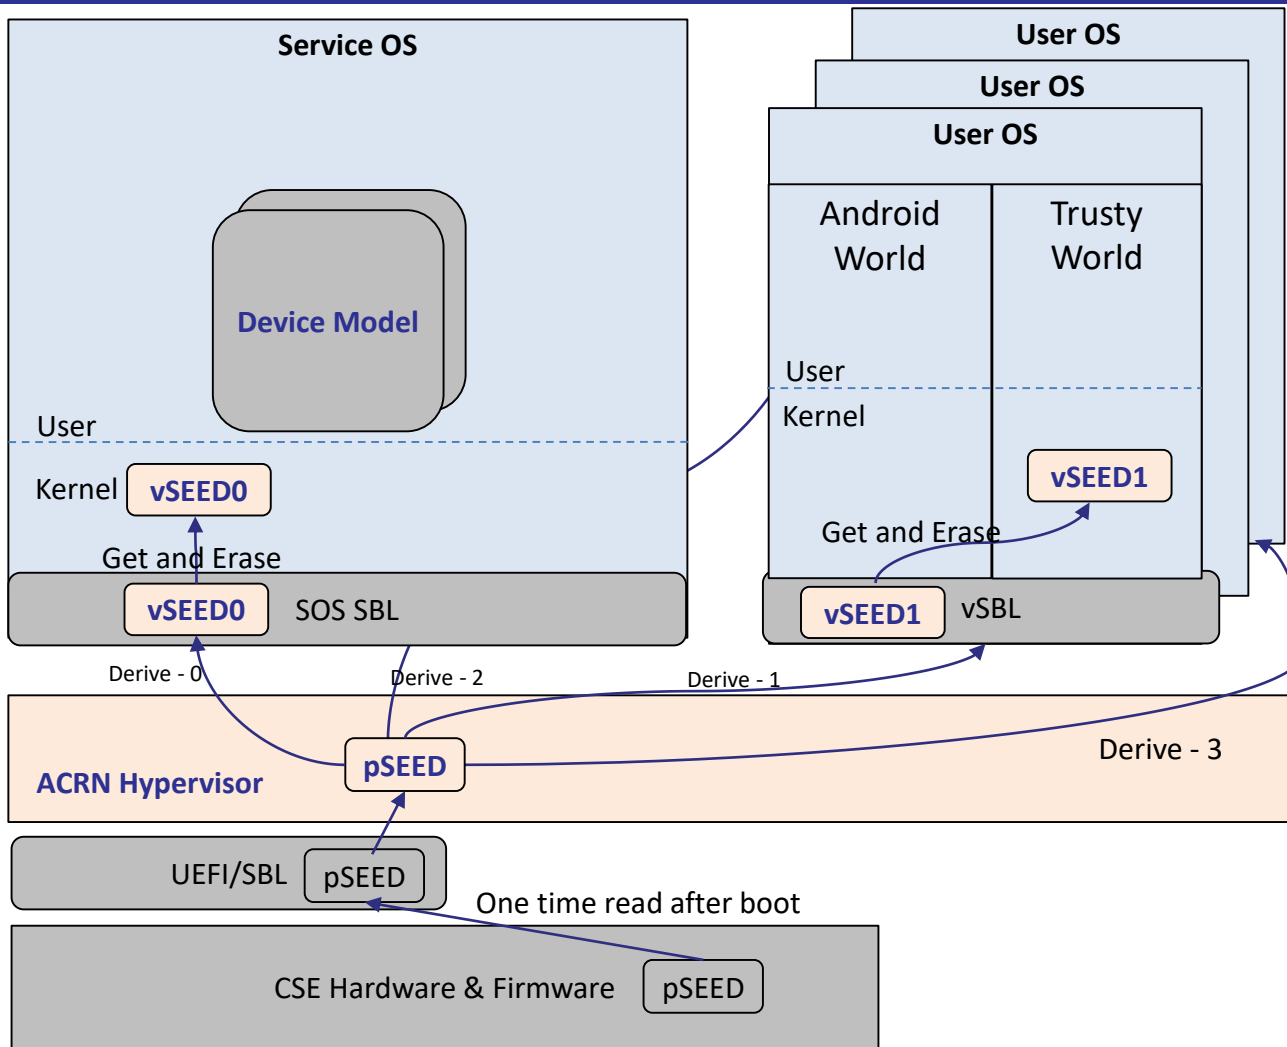 Service OS
Device Model
User
Kernel
vSEED0
Get and Erase
vSEED0
SOS SBL
User OS
User OS
User OS
Android
World
Trusty
World
User
Kernel
vSEED1
Get and Erase
vSEED1
vSBL
Derive - 0
Derive - 2
Derive - 1
Derive - 3
pSEED
ACRN Hypervisor
UEFI/SBL
pSEED
One time read after boot
CSE Hardware & Firmware
pSEED